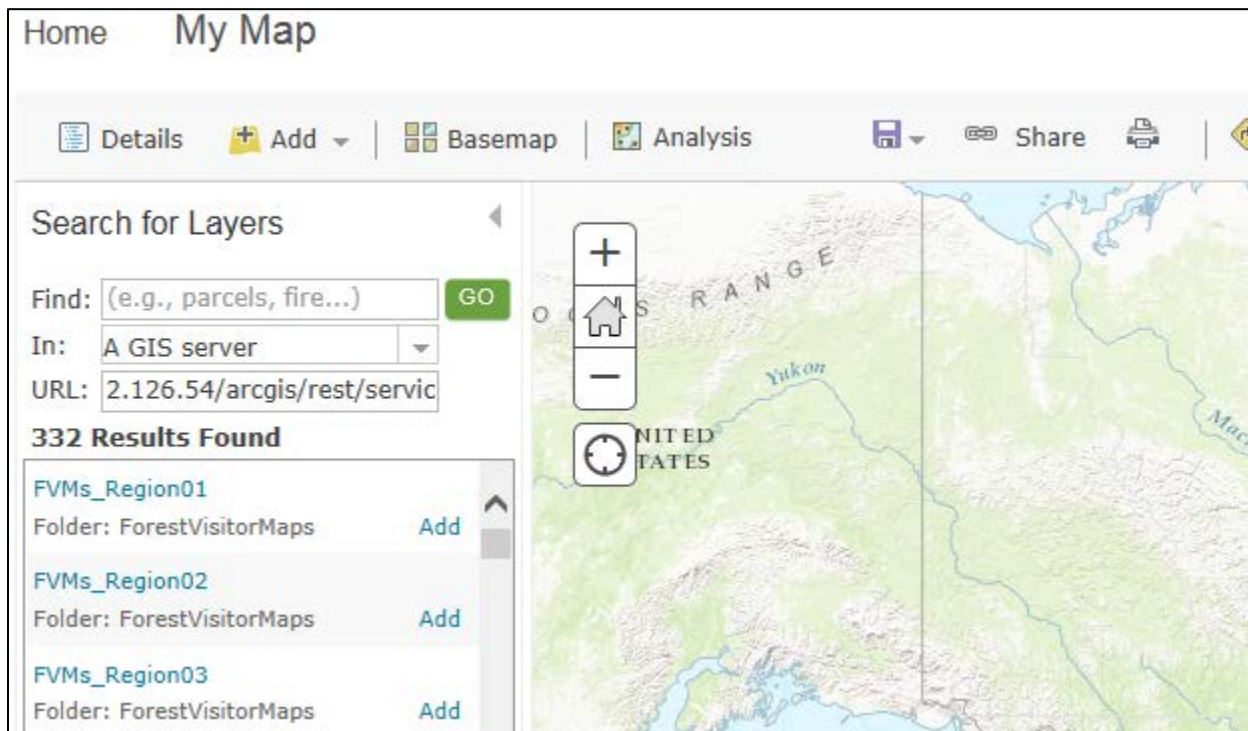 Home My Map
Details Add Basemap Analysis Share
Search for Layers
Find: (e.g., parcels, fire...) GO
In: A GIS server
URL: 2.126.54/arcgis/rest/servic
332 Results Found
FVMs_Region01
Folder: ForestVisitorMaps Add
FVMs_Region02
Folder: ForestVisitorMaps Add
FVMs_Region03
Folder: ForestVisitorMaps Add
RANGE
Yukon
NITED
TATES